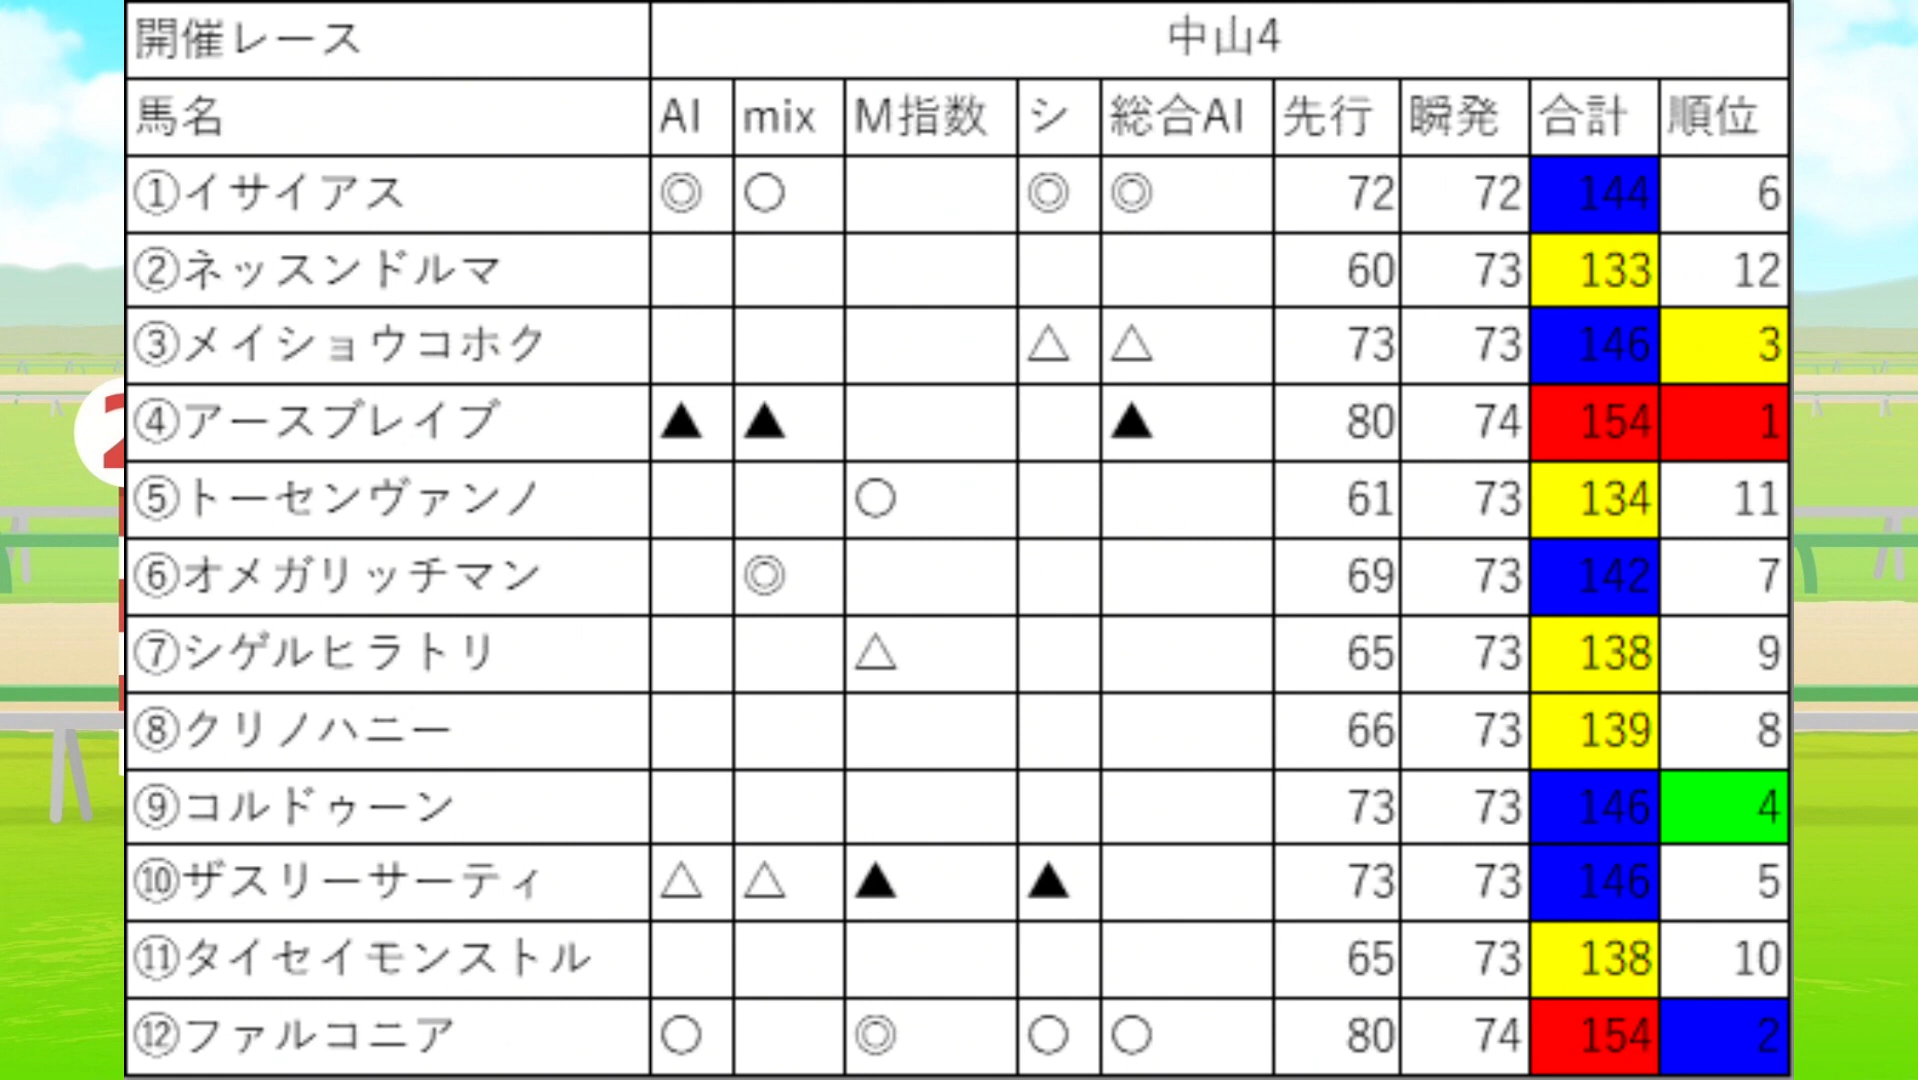 開催レース 中山4
馬名 AI mix M指数 シ 総合AI 先行 瞬発 合計 順位
①イサイアス ◎ ○ ◎ ◎ 72 72 144 6
②ネッスンドルマ 60 73 133 12
③メイショウコホク △ △ 73 73 146 3
④アースブレイブ ▲ ▲ ▲ 80 74 154 1
⑤トーセンヴァンノ ○ 61 73 134 11
⑥オメガリッチマン ◎ 69 73 142 7
⑦シゲルヒラトリ △ 65 73 138 9
⑧クリノハニー 66 73 139 8
⑨コルドゥーン 73 73 146 4
⑩ザスリーサーティ △ △ ▲ ▲ 73 73 146 5
⑪タイセイモンストル 65 73 138 10
⑫ファルコニア ○ ◎ ○ ○ 80 74 154 2